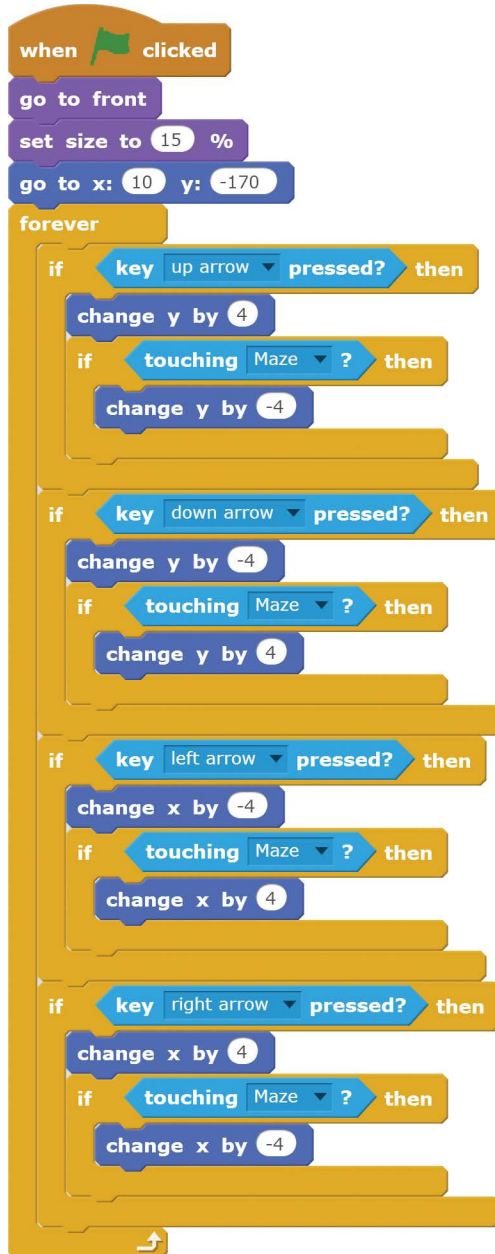 when clicked
go to front
set size to 15 %
go to x: 10 y: -170
forever
if key up arrow pressed? then
change y by 4
if touching Maze ? then
change y by -4
if key down arrow pressed? then
change y by -4
if touching Maze ? then
change y by 4
if key left arrow pressed? then
change x by -4
if touching Maze ? then
change x by 4
if key right arrow pressed? then
change x by 4
if touching Maze ? then
change x by -4